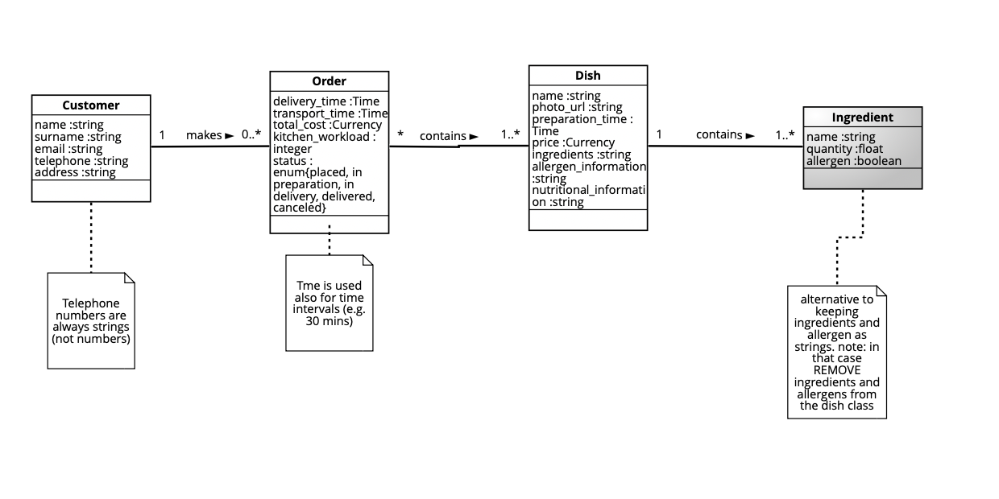 Customer
name :string
surname :string
email :string
telephone :string
address :string
1 makes ► 0..*
Order
delivery_time :Time
transport_time :Time
total_cost :Currency
kitchen_workload :
integer
status :
enum{placed, in
preparation, in
delivery, delivered,
canceled}
* contains ► 1..*
Dish
name :string
photo_url :string
preparation_time :
Time
price :Currency
ingredients :string
allergen_information
:string
nutritional_informati
on :string
1 contains ► 1..*
Ingredient
name :string
quantity :float
allergen :boolean
Telephone
numbers are
always strings
(not numbers)
Tme is used
also for time
intervals (e.g.
30 mins)
alternative to
keeping
ingredients and
allergen as
strings. note: in
that case
REMOVE
ingredients and
allergens from
the dish class